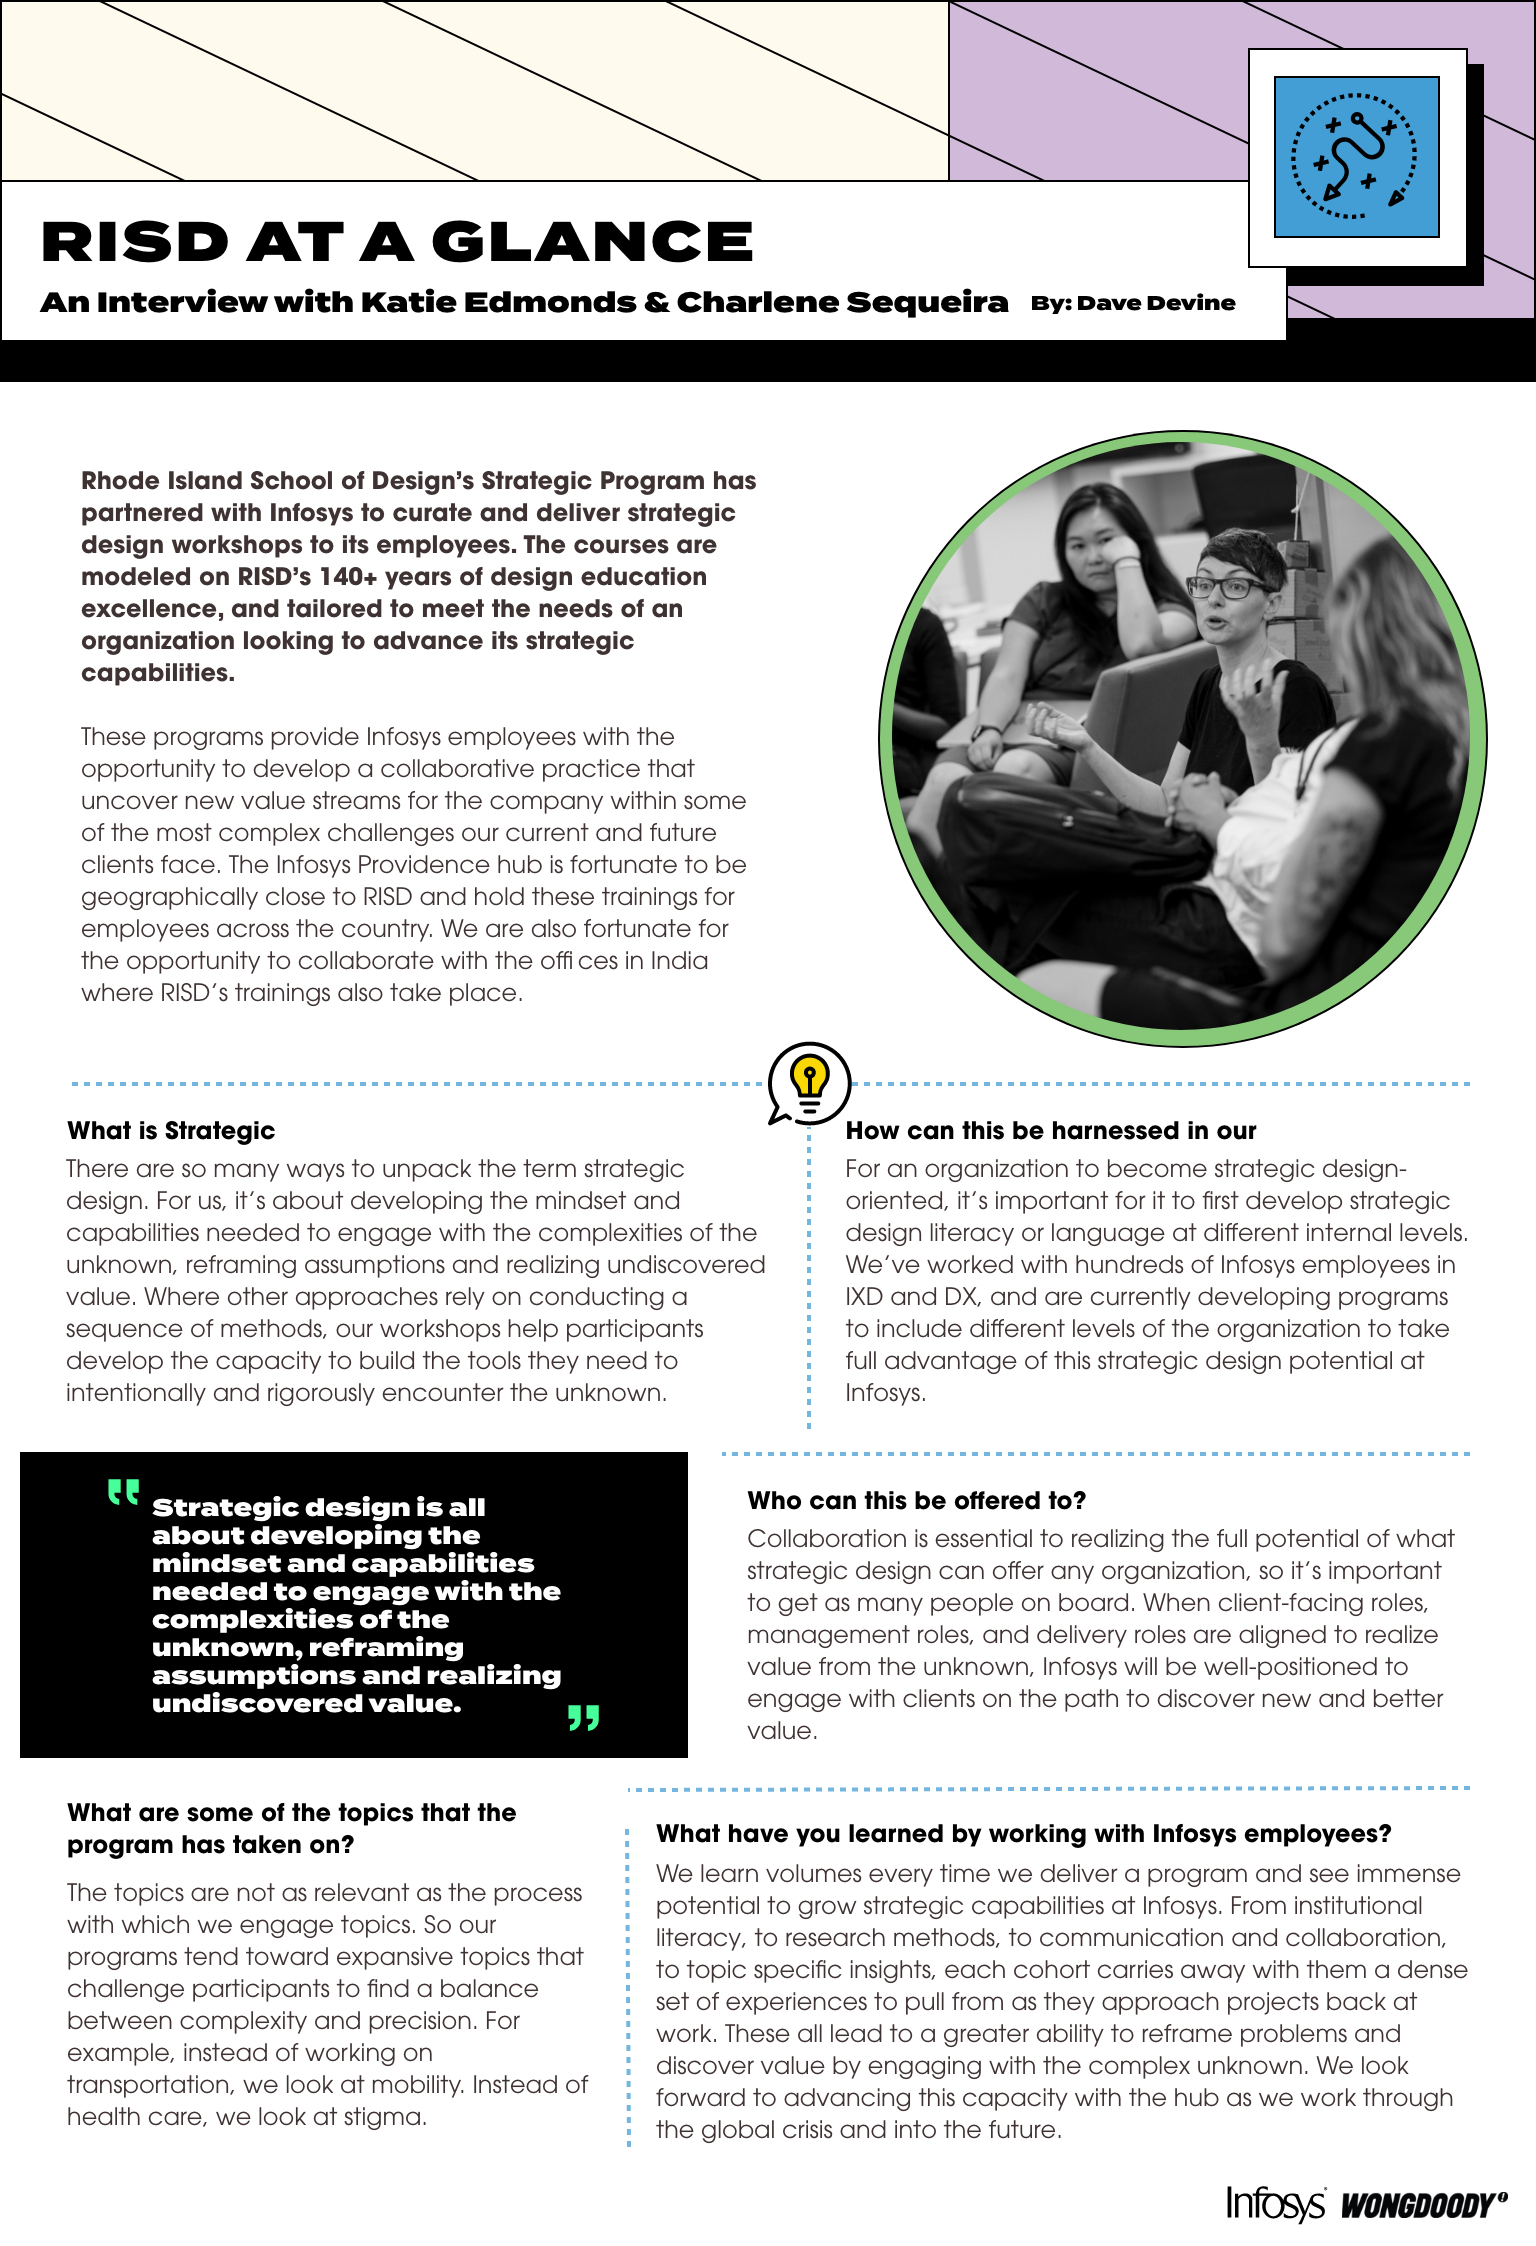 RISD AT A GLANCE
An Interview with Katie Edmonds & Charlene Sequeira By: Dave Devine
Rhode Island School of Design’s Strategic Program has
partnered with Infosys to curate and deliver strategic
design workshops to its employees. The courses are
modeled on RISD’s 140+ years of design education
excellence, and tailored to meet the needs of an
organization looking to advance its strategic
capabilities.
These programs provide Infosys employees with the
opportunity to develop a collaborative practice that
uncover new value streams for the company within some
of the most complex challenges our current and future
clients face. The Infosys Providence hub is fortunate to be
geographically close to RISD and hold these trainings for
employees across the country. We are also fortunate for
the opportunity to collaborate with the offi ces in India
where RISD’s trainings also take place.
What is Strategic
There are so many ways to unpack the term strategic
design. For us, it’s about developing the mindset and
capabilities needed to engage with the complexities of the
unknown, reframing assumptions and realizing undiscovered
value. Where other approaches rely on conducting a
sequence of methods, our workshops help participants
develop the capacity to build the tools they need to
intentionally and rigorously encounter the unknown.
How can this be harnessed in our
For an organization to become strategic design-
oriented, it’s important for it to first develop strategic
design literacy or language at different internal levels.
We’ve worked with hundreds of Infosys employees in
IXD and DX, and are currently developing programs
to include different levels of the organization to take
full advantage of this strategic design potential at
Infosys.
“Strategic design is all
about developing the
mindset and capabilities
needed to engage with the
complexities of the
unknown, reframing
assumptions and realizing
undiscovered value.”
Who can this be offered to?
Collaboration is essential to realizing the full potential of what
strategic design can offer any organization, so it’s important
to get as many people on board. When client-facing roles,
management roles, and delivery roles are aligned to realize
value from the unknown, Infosys will be well-positioned to
engage with clients on the path to discover new and better
value.
What are some of the topics that the
program has taken on?
The topics are not as relevant as the process
with which we engage topics. So our
programs tend toward expansive topics that
challenge participants to find a balance
between complexity and precision. For
example, instead of working on
transportation, we look at mobility. Instead of
health care, we look at stigma.
What have you learned by working with Infosys employees?
We learn volumes every time we deliver a program and see immense
potential to grow strategic capabilities at Infosys. From institutional
literacy, to research methods, to communication and collaboration,
to topic specific insights, each cohort carries away with them a dense
set of experiences to pull from as they approach projects back at
work. These all lead to a greater ability to reframe problems and
discover value by engaging with the complex unknown. We look
forward to advancing this capacity with the hub as we work through
the global crisis and into the future.
Infosys WONGDOODY